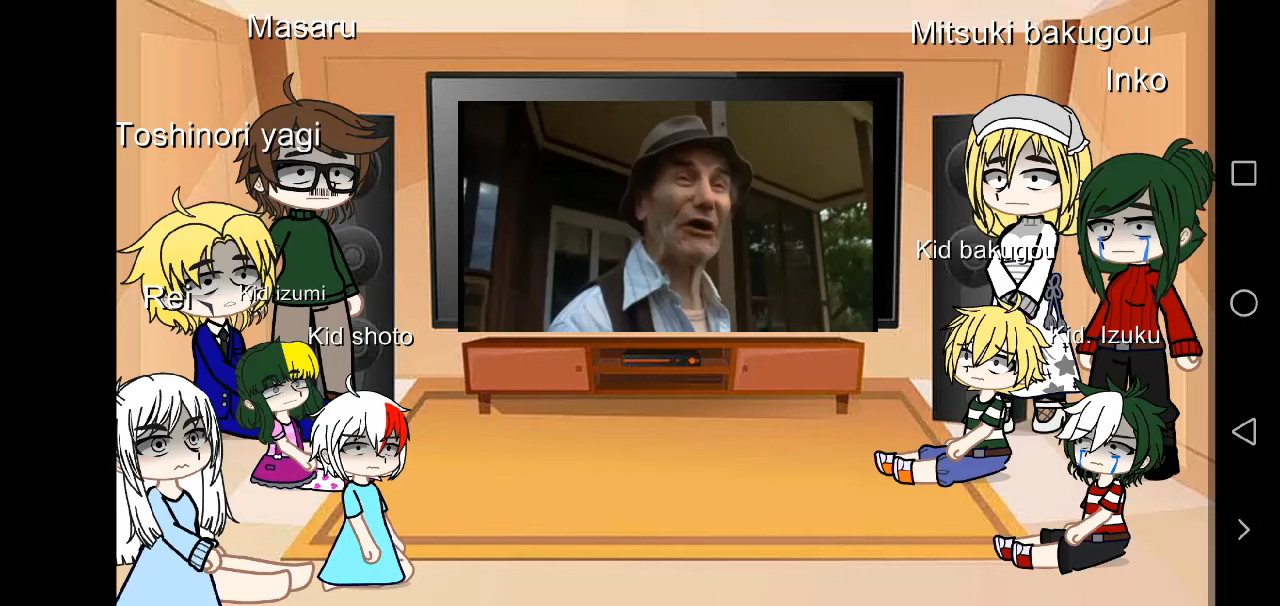 Masaru
Mitsuki bakugou
Inko
Toshinori yagi
Kid bakugou
Rei
Kid izumi
Kid shoto
Kid. Izuku